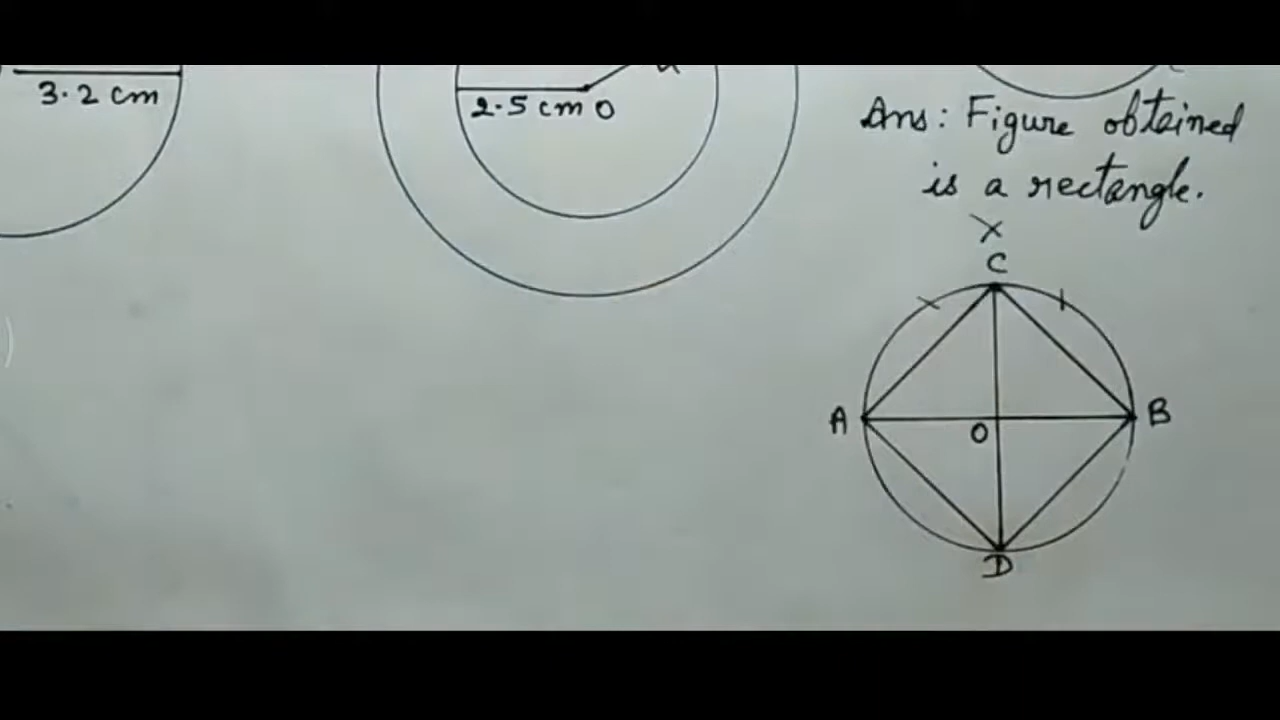 3.2 cm
2.5 cm O
Ans: Figure obtained
is a rectangle.
C
A
B
O
D